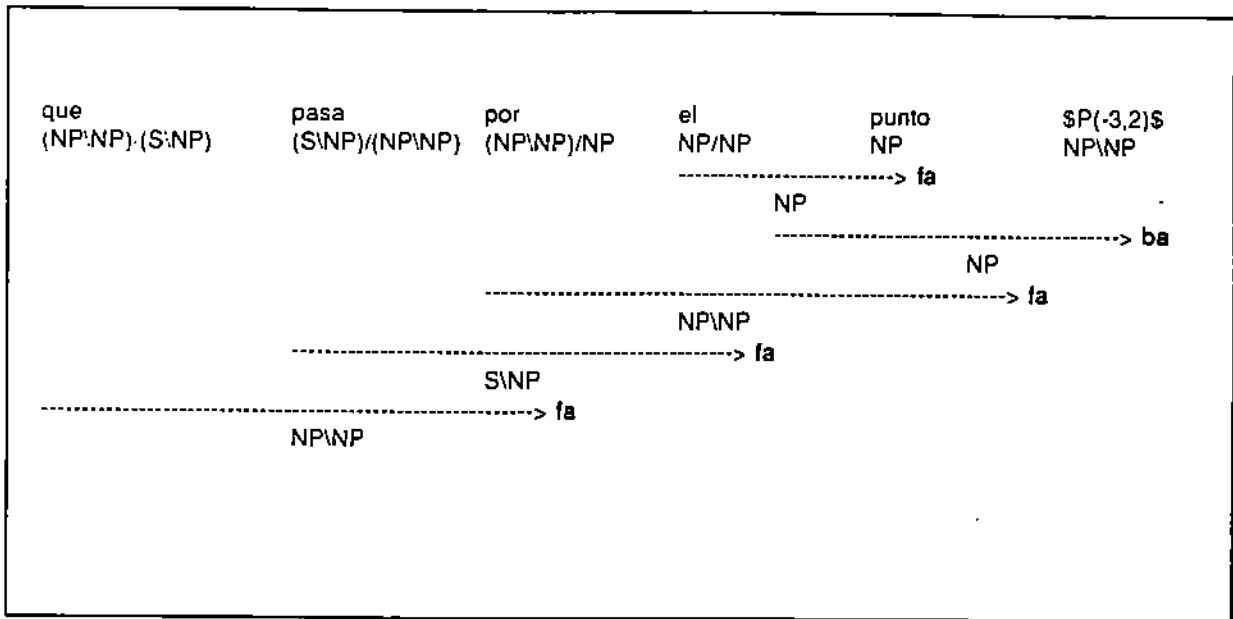 que pasa por el punto $P(-3,2)$
(NP\NP)-(S\NP) (S\NP)/(NP\NP) (NP\NP)/NP NP/NP NP NP\NP
--------------------> fa
NP
--------------------------------> ba
NP
------------------------------------------------> fa
NP\NP
----------------------------------------> fa
S\NP
--------------------------------------------> fa
NP\NP